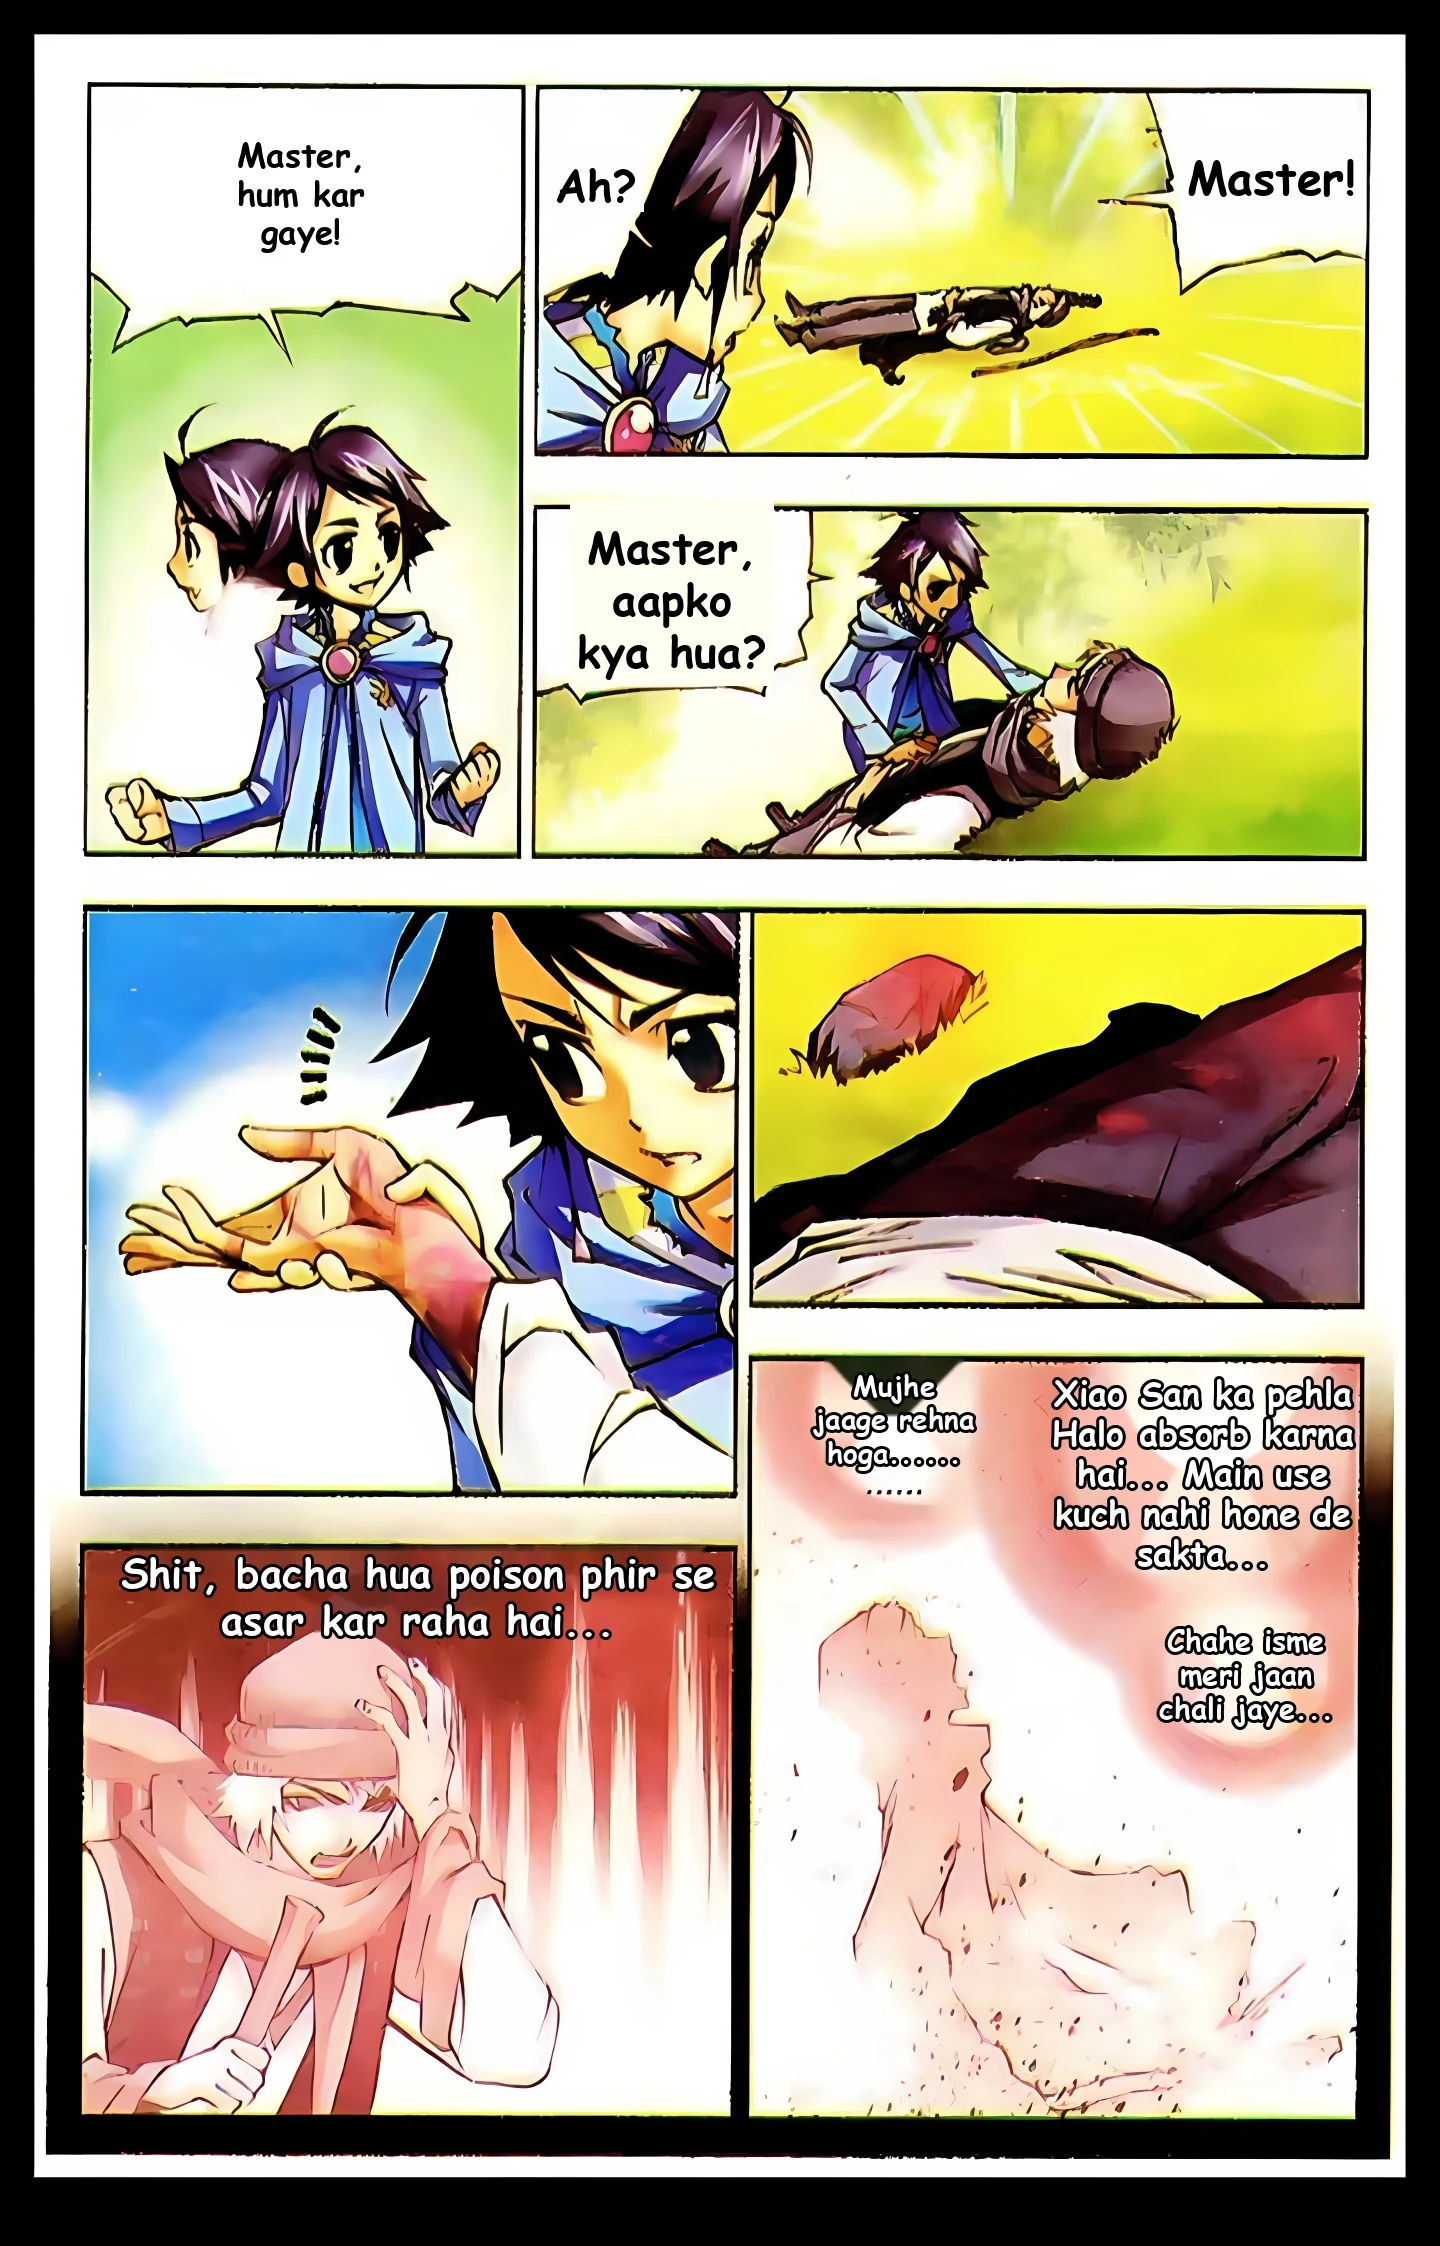 Master,
hum kar
gaye!
Ah?
Master!
Master,
aapko
kya hua?
Shit, bacha hua poison phir se
asar kar raha hai...
Mujhe
jaage rehna
hoga......
......
Xiao San ka pehla
Halo absorb karna
hai... Main use
kuch nahi hone de
sakta...
Chahe isme
meri jaan
chali jaye...